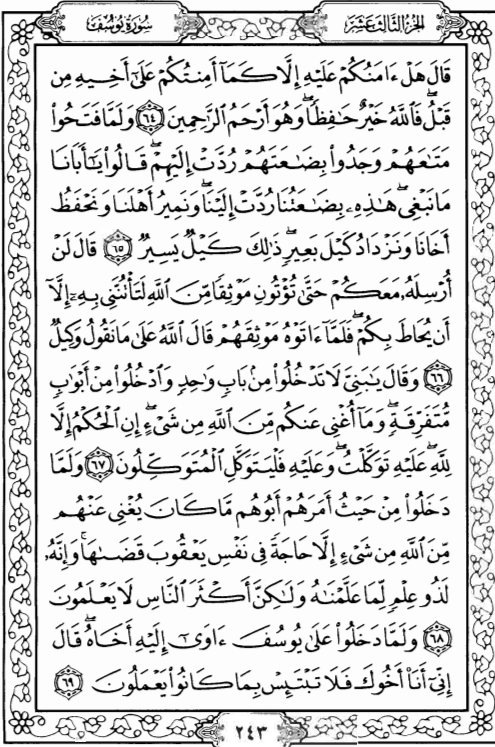 الجزء الثالث عشر
سورة يوسف
قَالَ هَلْ ءَامَنُكُمْ عَلَيْهِ إِلَّا كَمَآ أَمِنتُكُمْ عَلَىٰٓ أَخِيهِ مِن
قَبْلُ ۖ فَٱللَّهُ خَيْرٌ حَـٰفِظًا ۖ وَهُوَ أَرْحَمُ ٱلرَّٰحِمِينَ ٦٤ وَلَمَّا فَتَحُوا۟
مَتَـٰعَهُمْ وَجَدُوا۟ بِضَـٰعَتَهُمْ رُدَّتْ إِلَيْهِمْ ۖ قَالُوا۟ يَـٰٓأَبَانَا
مَا نَبْغِى ۖ هَـٰذِهِۦ بِضَـٰعَتُنَا رُدَّتْ إِلَيْنَا ۖ وَنَمِيرُ أَهْلَنَا وَنَحْفَظُ
أَخَانَا وَنَزْدَادُ كَيْلَ بَعِيرٍ ۖ ذَٰلِكَ كَيْلٌ يَسِيرٌ ٦٥ قَالَ لَنْ
أُرْسِلَهُۥ مَعَكُمْ حَتَّىٰ تُؤْتُونِ مَوْثِقًا مِّنَ ٱللَّهِ لَتَأْتُنَّنِى بِهِۦٓ إِلَّآ
أَن يُحَاطَ بِكُمْ ۖ فَلَمَّآ ءَاتَوْهُ مَوْثِقَهُمْ قَالَ ٱللَّهُ عَلَىٰ مَا نَقُولُ وَكِيلٌ
٦٦ وَقَالَ يَـٰبَنِىَّ لَا تَدْخُلُوا۟ مِنۢ بَابٍ وَٰحِدٍ وَٱدْخُلُوا۟ مِنْ أَبْوَٰبٍ
مُّتَفَرِّقَةٍ ۖ وَمَآ أُغْنِى عَنكُم مِّنَ ٱللَّهِ مِن شَىْءٍ ۖ إِنِ ٱلْحُكْمُ إِلَّا
لِلَّهِ ۖ عَلَيْهِ تَوَكَّلْتُ ۖ وَعَلَيْهِ فَلْيَتَوَكَّلِ ٱلْمُتَوَكِّلُونَ ٦٧ وَلَمَّا
دَخَلُوا۟ مِنْ حَيْثُ أَمَرَهُمْ أَبُوهُم مَّا كَانَ يُغْنِى عَنْهُم
مِّنَ ٱللَّهِ مِن شَىْءٍ إِلَّا حَاجَةً فِى نَفْسِ يَعْقُوبَ قَضَىٰهَا ۚ وَإِنَّهُۥ
لَذُو عِلْمٍ لِّمَا عَلَّمْنَـٰهُ وَلَـٰكِنَّ أَكْثَرَ ٱلنَّاسِ لَا يَعْلَمُونَ
٦٨ وَلَمَّا دَخَلُوا۟ عَلَىٰ يُوسُفَ ءَاوَىٰٓ إِلَيْهِ أَخَاهُ ۖ قَالَ
إِنِّىٓ أَنَا۠ أَخُوكَ فَلَا تَبْتَئِسْ بِمَا كَانُوا۟ يَعْمَلُونَ ٦٩
٢٤٣